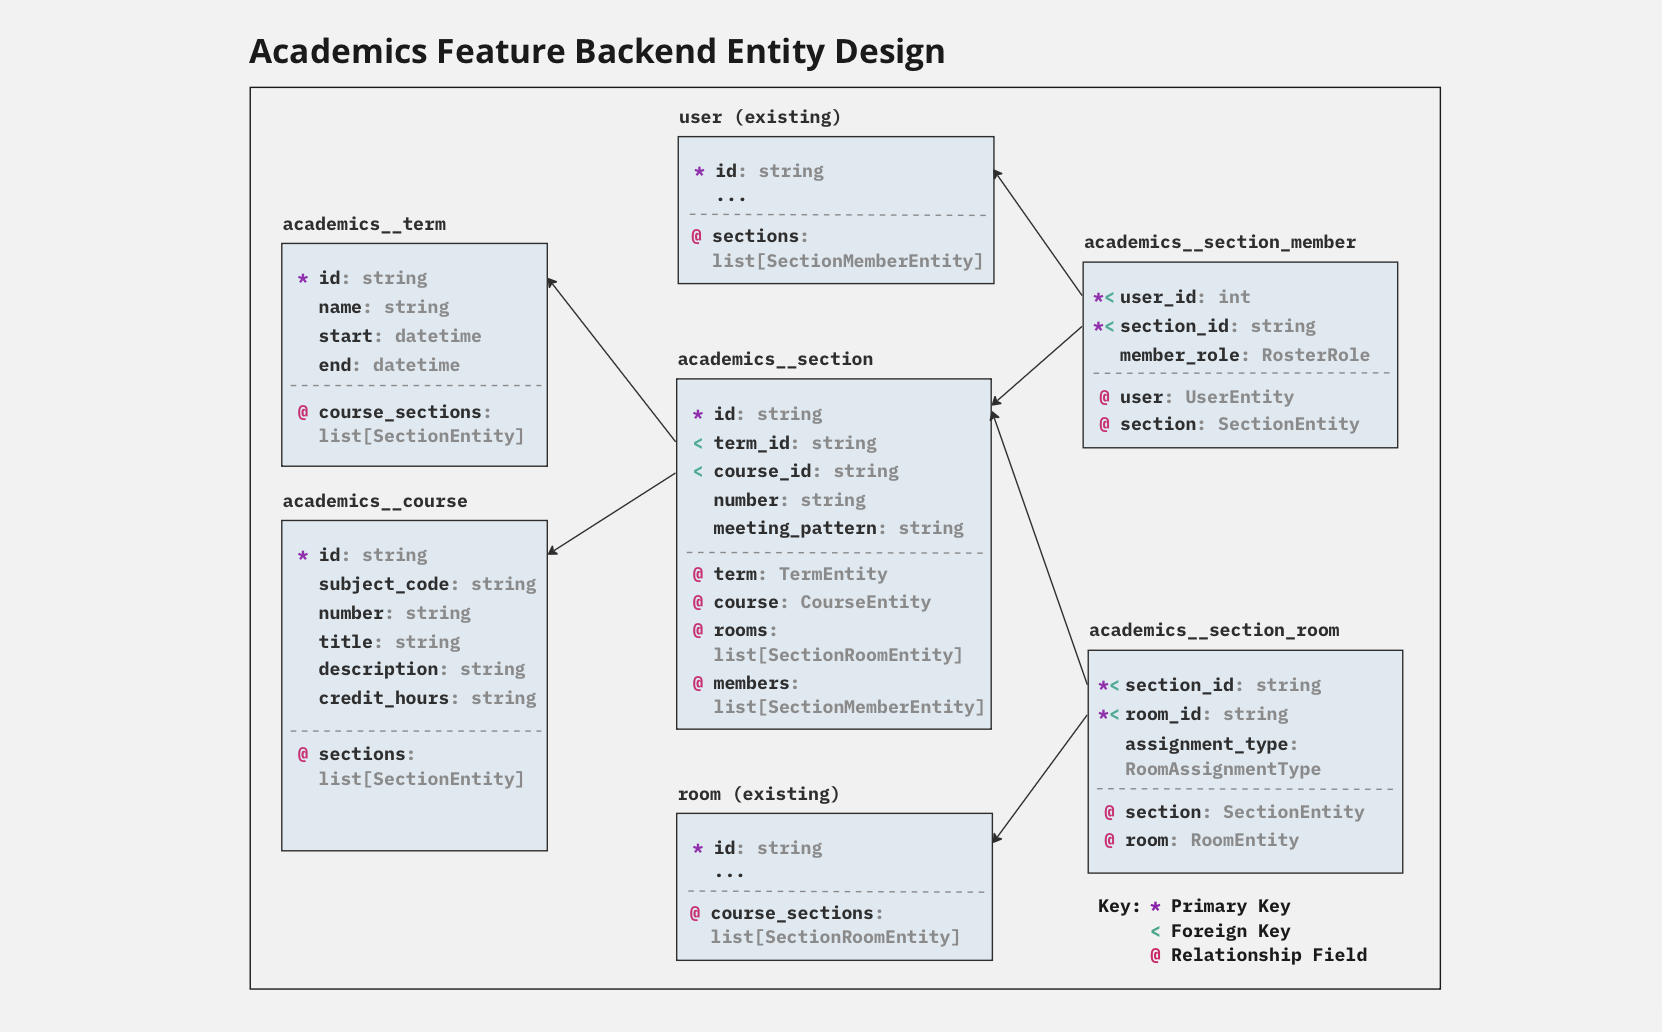 Academics Feature Backend Entity Design
user (existing)
* id: string
...
@ sections:
list[SectionMemberEntity]
academics__term
* id: string
name: string
start: datetime
end: datetime
@ course_sections:
list[SectionEntity]
academics__section_member
*< user_id: int
*< section_id: string
member_role: RosterRole
@ user: UserEntity
@ section: SectionEntity
academics__section
* id: string
< term_id: string
< course_id: string
number: string
meeting_pattern: string
@ term: TermEntity
@ course: CourseEntity
@ rooms:
list[SectionRoomEntity]
@ members:
list[SectionMemberEntity]
academics__course
* id: string
subject_code: string
number: string
title: string
description: string
credit_hours: string
@ sections:
list[SectionEntity]
academics__section_room
*< section_id: string
*< room_id: string
assignment_type:
RoomAssignmentType
@ section: SectionEntity
@ room: RoomEntity
room (existing)
* id: string
...
@ course_sections:
list[SectionRoomEntity]
Key: * Primary Key
< Foreign Key
@ Relationship Field